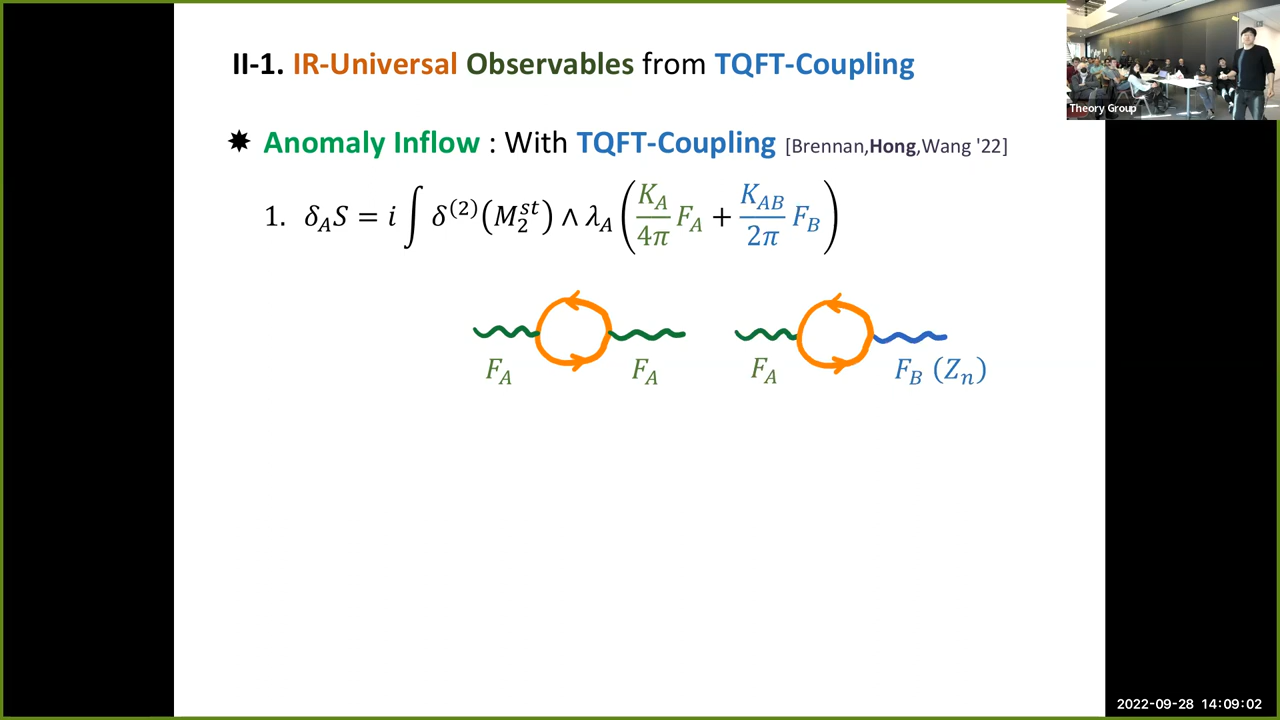 II-1. IR-Universal Observables from TQFT-Coupling
Theory Group
✸ Anomaly Inflow : With TQFT-Coupling [Brennan,Hong,Wang '22]
1. δ_A S = i ∫ δ^(2)(M_2^st) ∧ λ_A (K_A/4π F_A + K_AB/2π F_B)
F_A F_A F_A F_B (Z_n)
2022-09-28 14:09:02